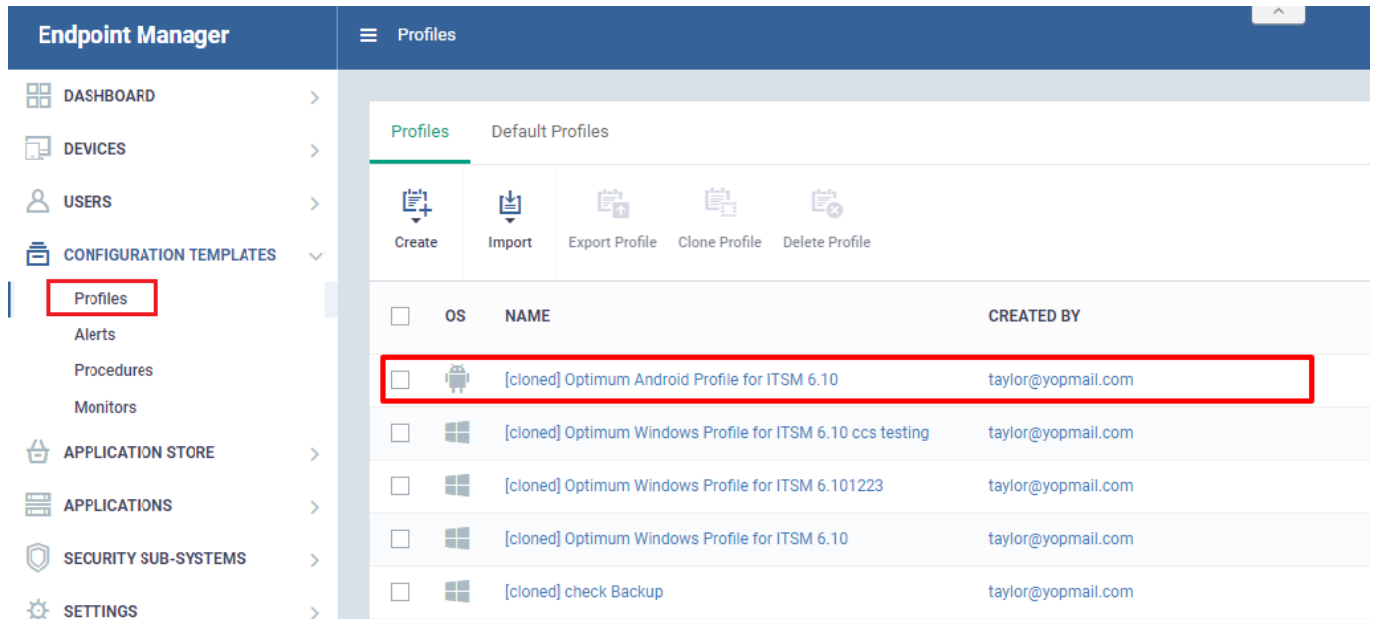 Endpoint Manager
Profiles
DASHBOARD
DEVICES
USERS
CONFIGURATION TEMPLATES
Profiles
Alerts
Procedures
Monitors
APPLICATION STORE
APPLICATIONS
SECURITY SUB-SYSTEMS
SETTINGS
Profiles Default Profiles
Create Import Export Profile Clone Profile Delete Profile
OS NAME CREATED BY
[cloned] Optimum Android Profile for ITSM 6.10 taylor@yopmail.com
[cloned] Optimum Windows Profile for ITSM 6.10 ccs testing taylor@yopmail.com
[cloned] Optimum Windows Profile for ITSM 6.101223 taylor@yopmail.com
[cloned] Optimum Windows Profile for ITSM 6.10 taylor@yopmail.com
[cloned] check Backup taylor@yopmail.com